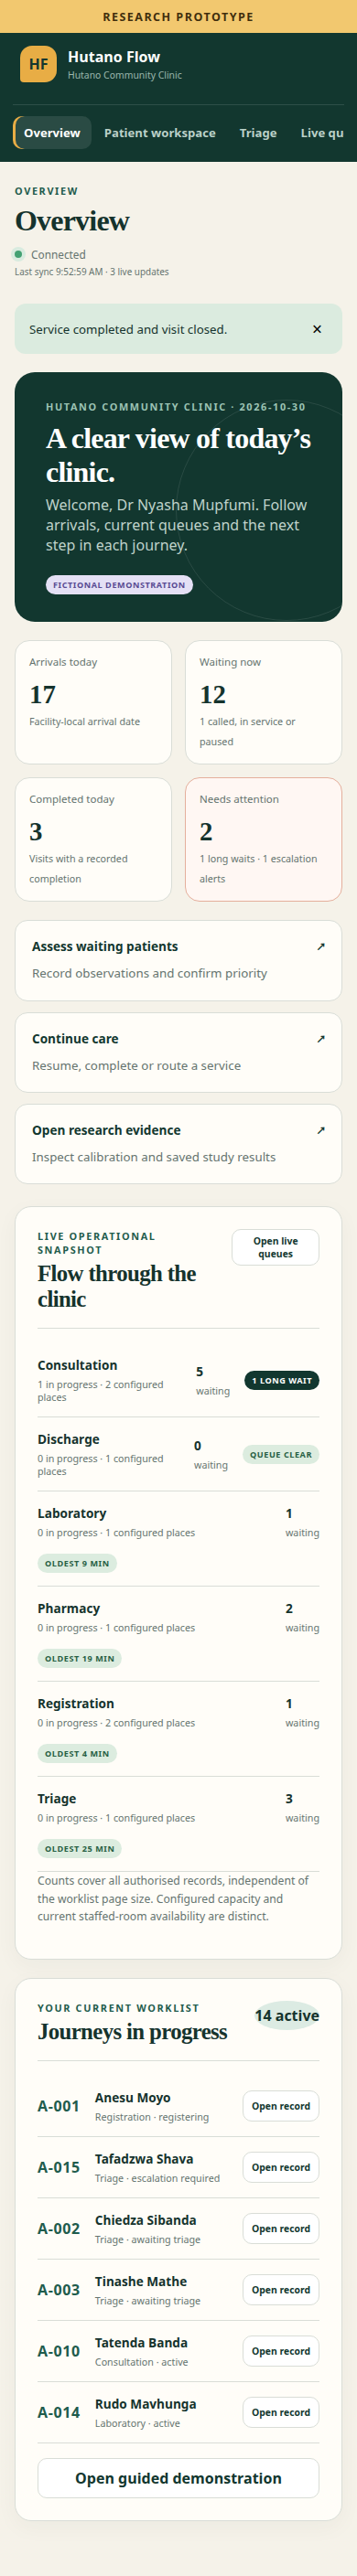 RESEARCH PROTOTYPE
HF
Hutano Flow
Hutano Community Clinic
Overview Patient workspace Triage Live qu
OVERVIEW
Overview
Connected
Last sync 9:52:59 AM · 3 live updates
Service completed and visit closed. ×
HUTANO COMMUNITY CLINIC · 2026-10-30
A clear view of today’s
clinic.
Welcome, Dr Nyasha Mupfumi. Follow
arrivals, current queues and the next
step in each journey.
FICTIONAL DEMONSTRATION
Arrivals today
17
Facility-local arrival date
Waiting now
12
1 called, in service or
paused
Completed today
3
Visits with a recorded
completion
Needs attention
2
1 long waits · 1 escalation
alerts
Assess waiting patients ↗
Record observations and confirm priority
Continue care ↗
Resume, complete or route a service
Open research evidence ↗
Inspect calibration and saved study results
LIVE OPERATIONAL
SNAPSHOT
Flow through the
clinic
Open live
queues
Consultation
1 in progress · 2 configured
places
5
waiting
1 LONG WAIT
Discharge
0 in progress · 1 configured
places
0
waiting
QUEUE CLEAR
Laboratory
0 in progress · 1 configured places
1
waiting
OLDEST 9 MIN
Pharmacy
0 in progress · 1 configured places
2
waiting
OLDEST 19 MIN
Registration
0 in progress · 2 configured places
1
waiting
OLDEST 4 MIN
Triage
0 in progress · 1 configured places
3
waiting
OLDEST 25 MIN
Counts cover all authorised records, independent of
the worklist page size. Configured capacity and
current staffed-room availability are distinct.
YOUR CURRENT WORKLIST
Journeys in progress
14 active
A-001
Anesu Moyo
Registration · registering
Open record
A-015
Tafadzwa Shava
Triage · escalation required
Open record
A-002
Chiedza Sibanda
Triage · awaiting triage
Open record
A-003
Tinashe Mathe
Triage · awaiting triage
Open record
A-010
Tatenda Banda
Consultation · active
Open record
A-014
Rudo Mavhunga
Laboratory · active
Open record
Open guided demonstration